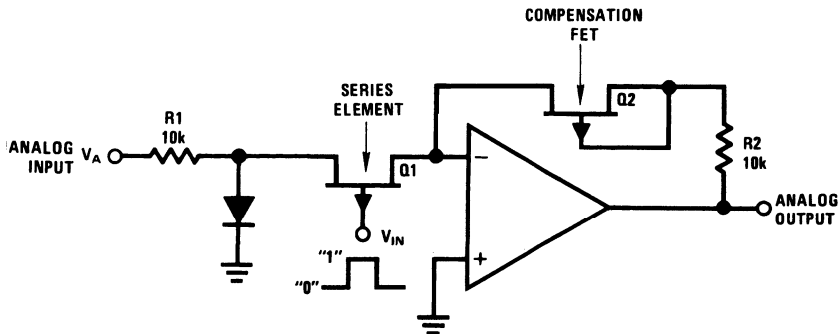 COMPENSATION
FET
SERIES
ELEMENT
Q2
R1
10k
R2
10k
ANALOG
INPUT
VA
Q1
−
+
VIN
"1"
"0"
ANALOG
OUTPUT